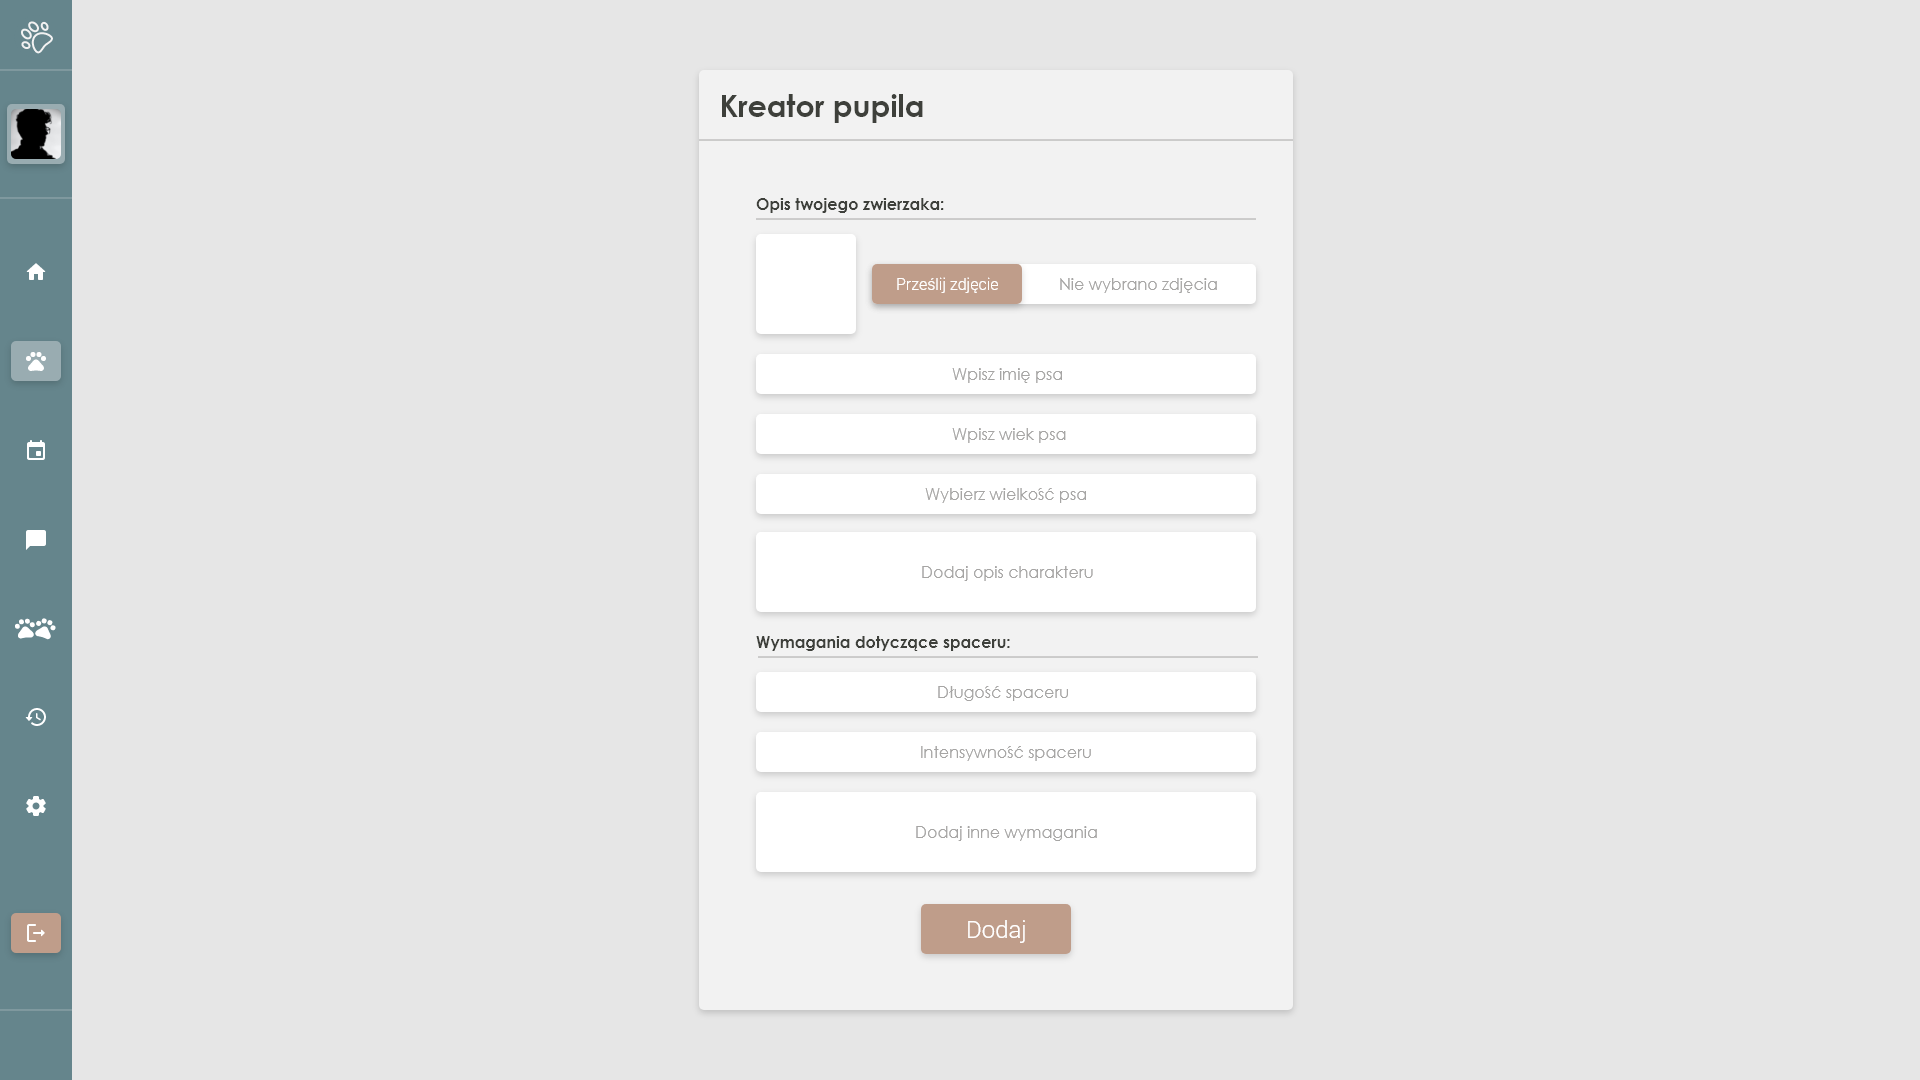 Kreator pupila
Opis twojego zwierzaka:
Prześlij zdjęcie
Nie wybrano zdjęcia
Wpisz imię psa
Wpisz wiek psa
Wybierz wielkość psa
Dodaj opis charakteru
Wymagania dotyczące spaceru:
Długość spaceru
Intensywność spaceru
Dodaj inne wymagania
Dodaj